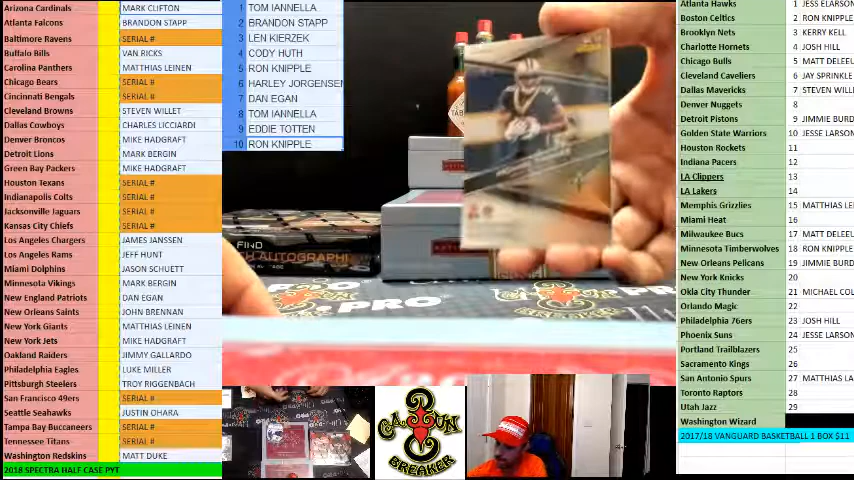 Arizona Cardinals MARK CLIFTON
Atlanta Falcons BRANDON STAPP
Baltimore Ravens SERIAL #
Buffalo Bills VAN RICKS
Carolina Panthers MATTHIAS LEINEN
Chicago Bears SERIAL #
Cincinnati Bengals SERIAL #
Cleveland Browns STEVEN WILLET
Dallas Cowboys CHARLES LICCIARDI
Denver Broncos MIKE HADGRAFT
Detroit Lions MARK BERGIN
Green Bay Packers MIKE HADGRAFT
Houston Texans SERIAL #
Indianapolis Colts SERIAL #
Jacksonville Jaguars SERIAL #
Kansas City Chiefs SERIAL #
Los Angeles Chargers JAMES JANSSEN
Los Angeles Rams JEFF HUNT
Miami Dolphins JASON SCHUETT
Minnesota Vikings MARK BERGIN
New England Patriots DAN EGAN
New Orleans Saints JOHN BRENNAN
New York Giants MATTHIAS LEINEN
New York Jets MIKE HADGRAFT
Oakland Raiders JIMMY GALLARDO
Philadelphia Eagles LUKE MILLER
Pittsburgh Steelers TROY RIGGENBACH
San Francisco 49ers SERIAL #
Seattle Seahawks JUSTIN OHARA
Tampa Bay Buccaneers SERIAL #
Tennessee Titans SERIAL #
Washington Redskins MATT DUKE
2018 SPECTRA HALF CASE PYT
1 TOM IANNELLA
2 BRANDON STAPP
3 LEN KIERZEK
4 CODY HUTH
5 RON KNIPPLE
6 HARLEY JORGENSEN
7 DAN EGAN
8 TOM IANNELLA
9 EDDIE TOTTEN
10 RON KNIPPLE
FIND
AUTOGRAPH
PRO
CAJUN
BREAKER
Atlanta Hawks 1 JESS ELARSON
Boston Celtics 2 RON KNIPPLE
Brooklyn Nets 3 KERRY KELL
Charlotte Hornets 4 JOSH HILL
Chicago Bulls 5 MATT DELEEU
Cleveland Cavaliers 6 JAY SPRINKLE
Dallas Mavericks 7 STEVEN WILL
Denver Nuggets 8
Detroit Pistons 9 JIMMIE BURD
Golden State Warriors 10 JESSE LARSON
Houston Rockets 11
Indiana Pacers 12
LA Clippers 13
LA Lakers 14
Memphis Grizzlies 15 MATTHIAS LE
Miami Heat 16
Milwaukee Bucs 17 MATT DELEEU
Minnesota Timberwolves 18 RON KNIPPLE
New Orleans Pelicans 19 JIMMIE BURD
New York Knicks 20
Okla City Thunder 21 MICHAEL COL
Orlando Magic 22
Philadelphia 76ers 23 JOSH HILL
Phoenix Suns 24 JESSE LARSON
Portland Trailblazers 25
Sacramento Kings 26
San Antonio Spurs 27 MATTHIAS LA
Toronto Raptors 28
Utah Jazz 29
Washington Wizard
2017/18 VANGUARD BASKETBALL 1 BOX $11